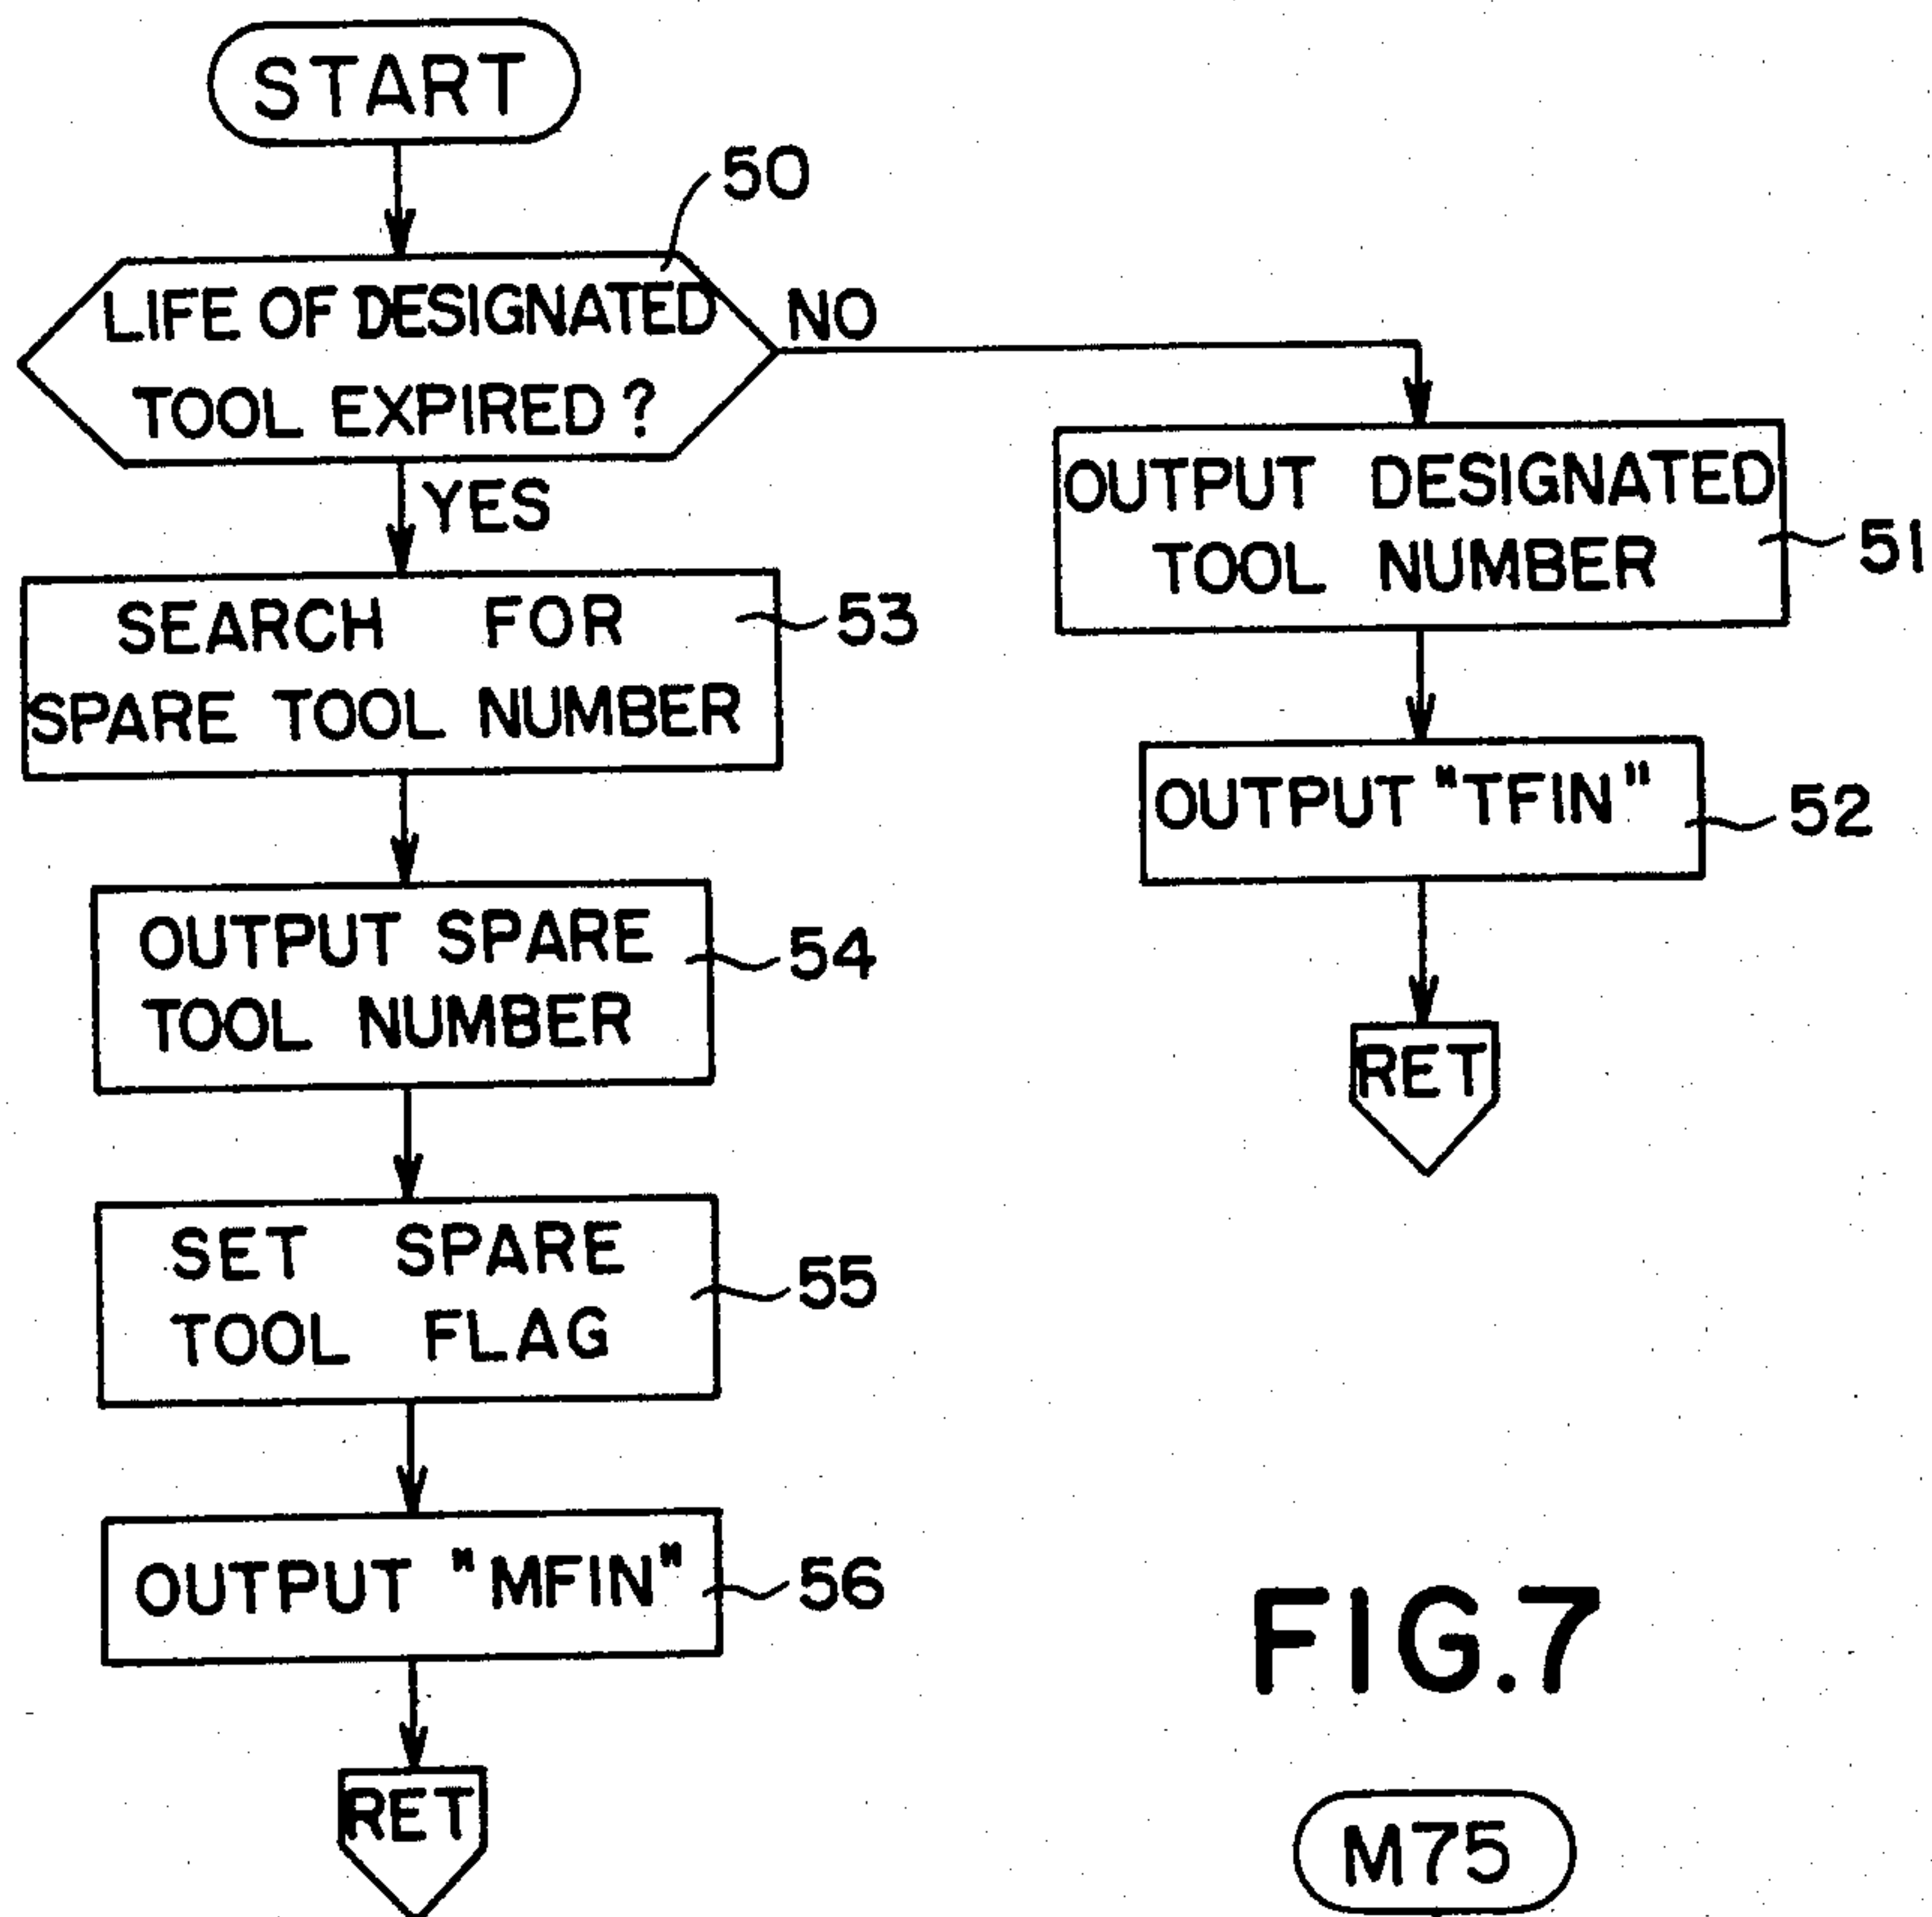 START
50
LIFE OF DESIGNATED
TOOL EXPIRED ?
NO
YES
OUTPUT DESIGNATED
TOOL NUMBER
51
SEARCH FOR
SPARE TOOL NUMBER
53
OUTPUT "TFIN"
52
OUTPUT SPARE
TOOL NUMBER
54
RET
SET SPARE
TOOL FLAG
55
OUTPUT "MFIN"
56
FIG.7
RET
M75